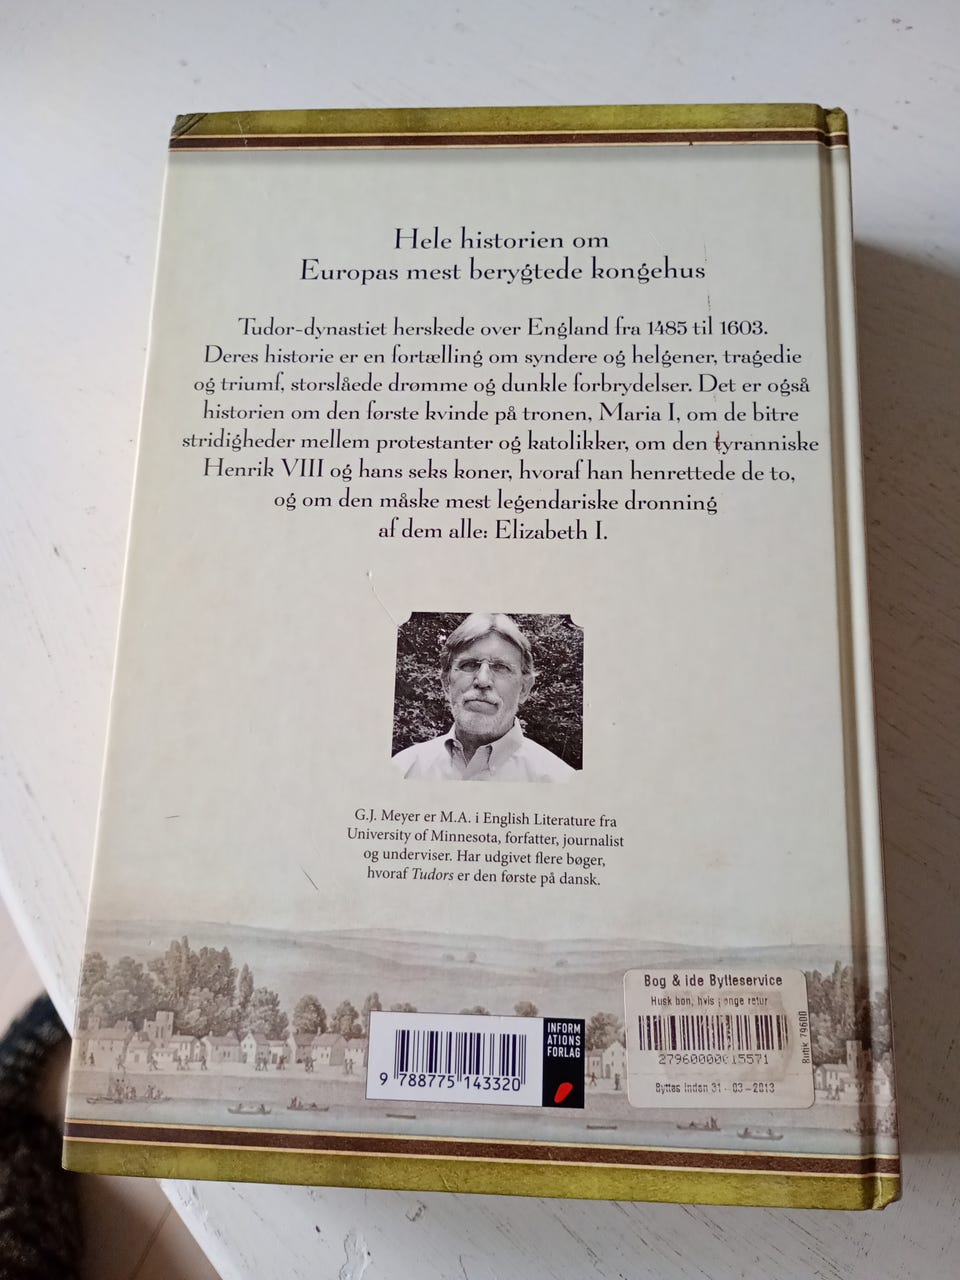 Hele historien om
Europas mest berygtede kongehus
Tudor-dynastiet herskede over England fra 1485 til 1603.
Deres historie er en fortælling om syndere og helgener, tragedie
og triumf, storslåede drømme og dunkle forbrydelser. Det er også
historien om den første kvinde på tronen, Maria I, om de bitre
stridigheder mellem protestanter og katolikker, om den tyranniske
Henrik VIII og hans seks koner, hvoraf han henrettede de to,
og om den måske mest legendariske dronning
af dem alle: Elizabeth I.
G.J. Meyer er M.A. i English Literature fra
University of Minnesota, forfatter, journalist
og underviser. Har udgivet flere bøger,
hvoraf Tudors er den første på dansk.
9 788775 143320
INFORM
ATIONS
FORLAG
Bog & ide Bytteservice
Husk bon, hvis penge retur
Byttes inden 31-03-2013
Butik 79600